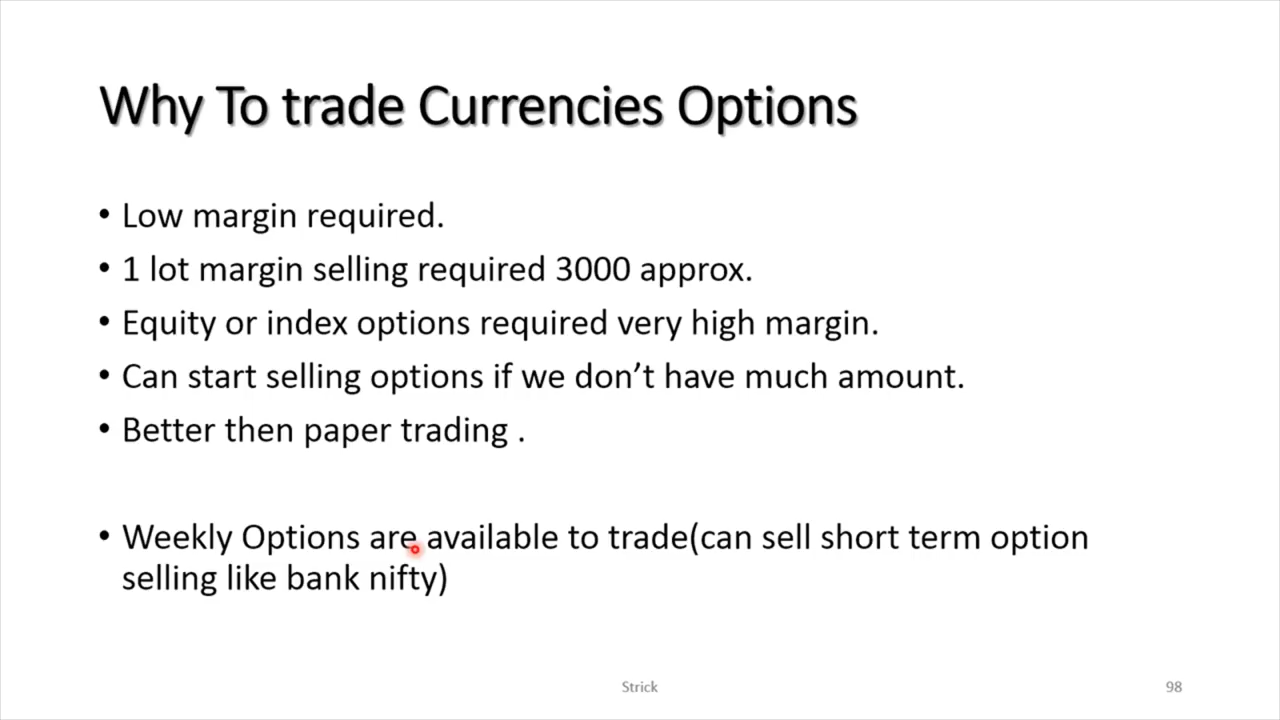 Why To trade Currencies Options
• Low margin required.
• 1 lot margin selling required 3000 approx.
• Equity or index options required very high margin.
• Can start selling options if we don’t have much amount.
• Better then paper trading .
• Weekly Options are available to trade(can sell short term option
selling like bank nifty)
Strick
98